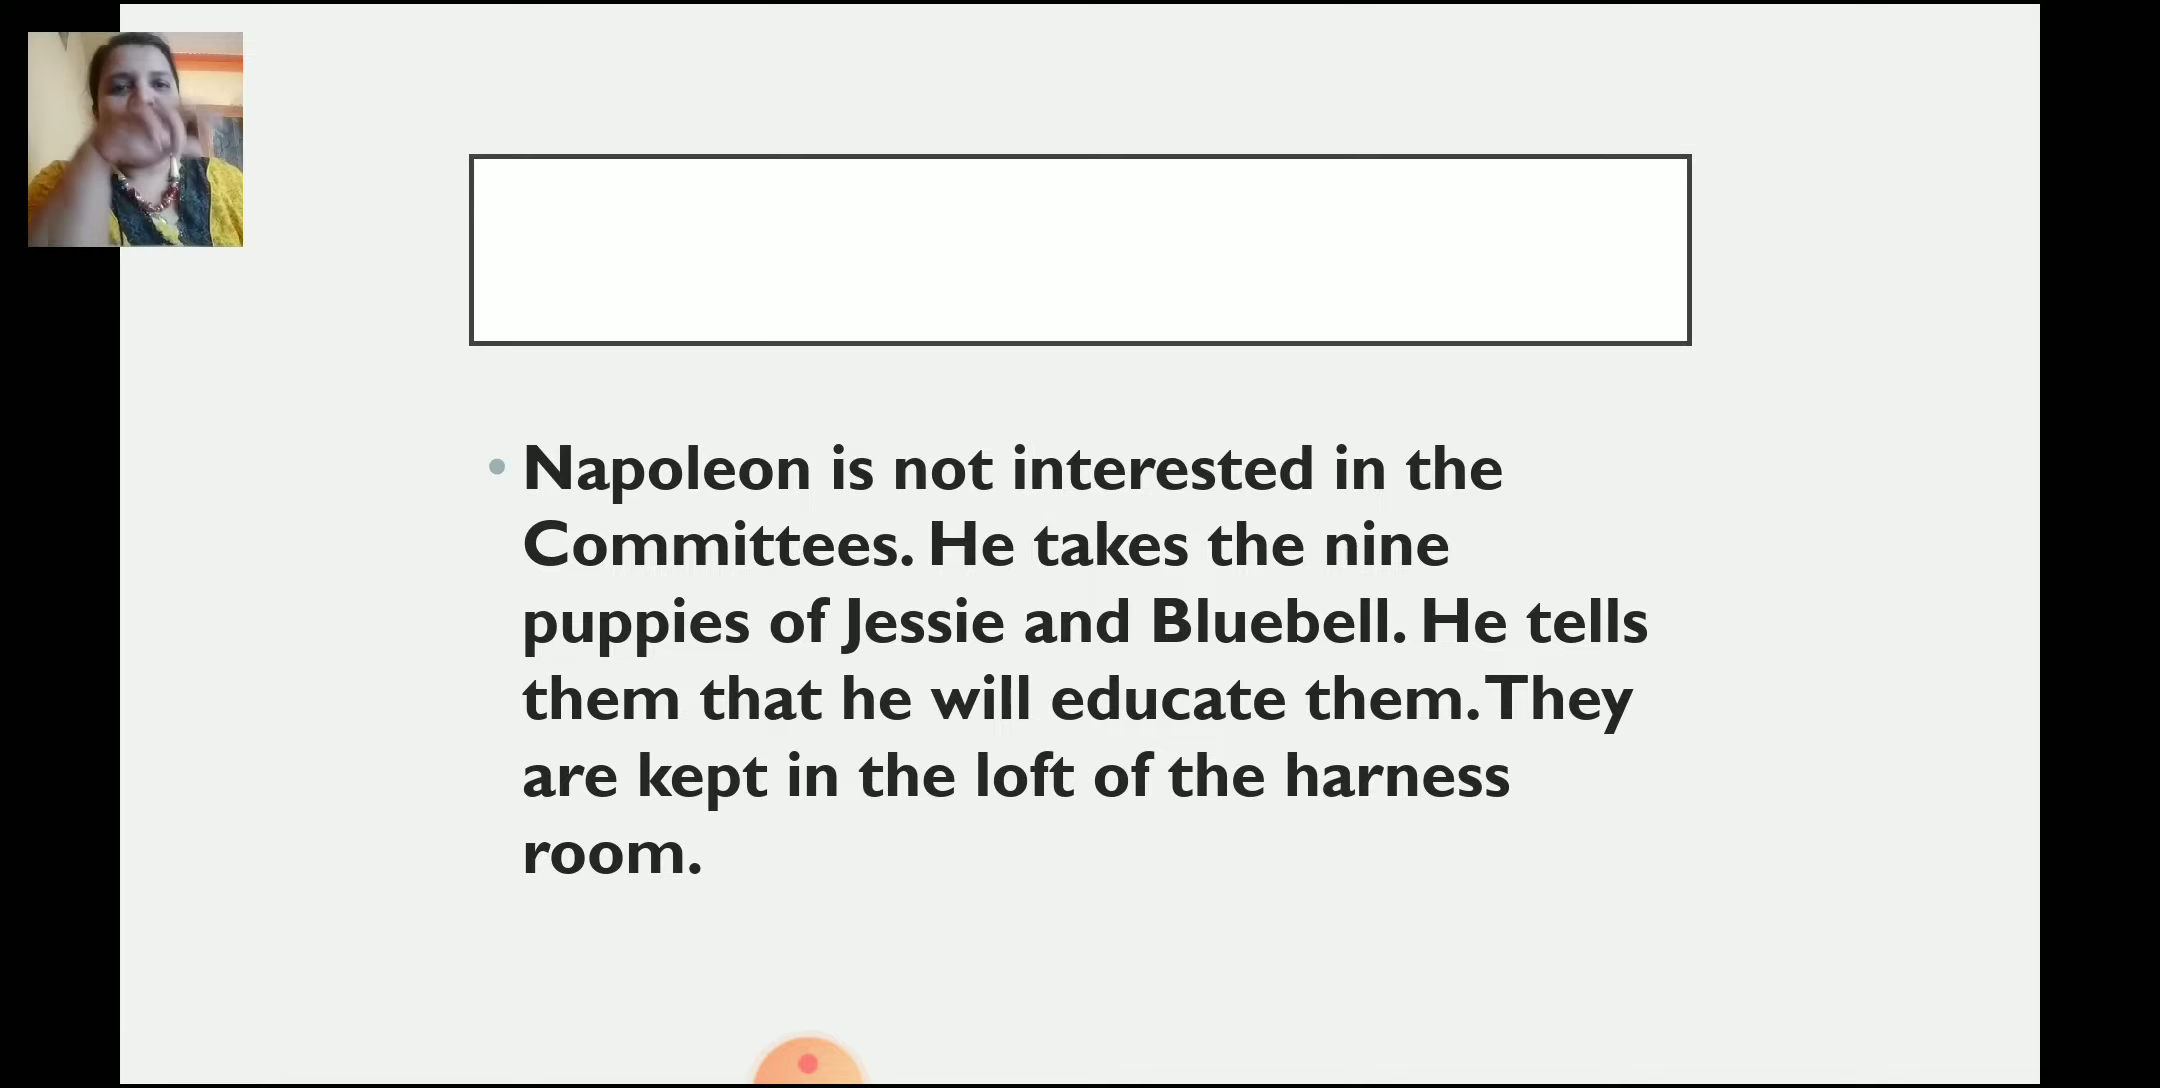 Napoleon is not interested in the
Committees. He takes the nine
puppies of Jessie and Bluebell. He tells
them that he will educate them. They
are kept in the loft of the harness
room.